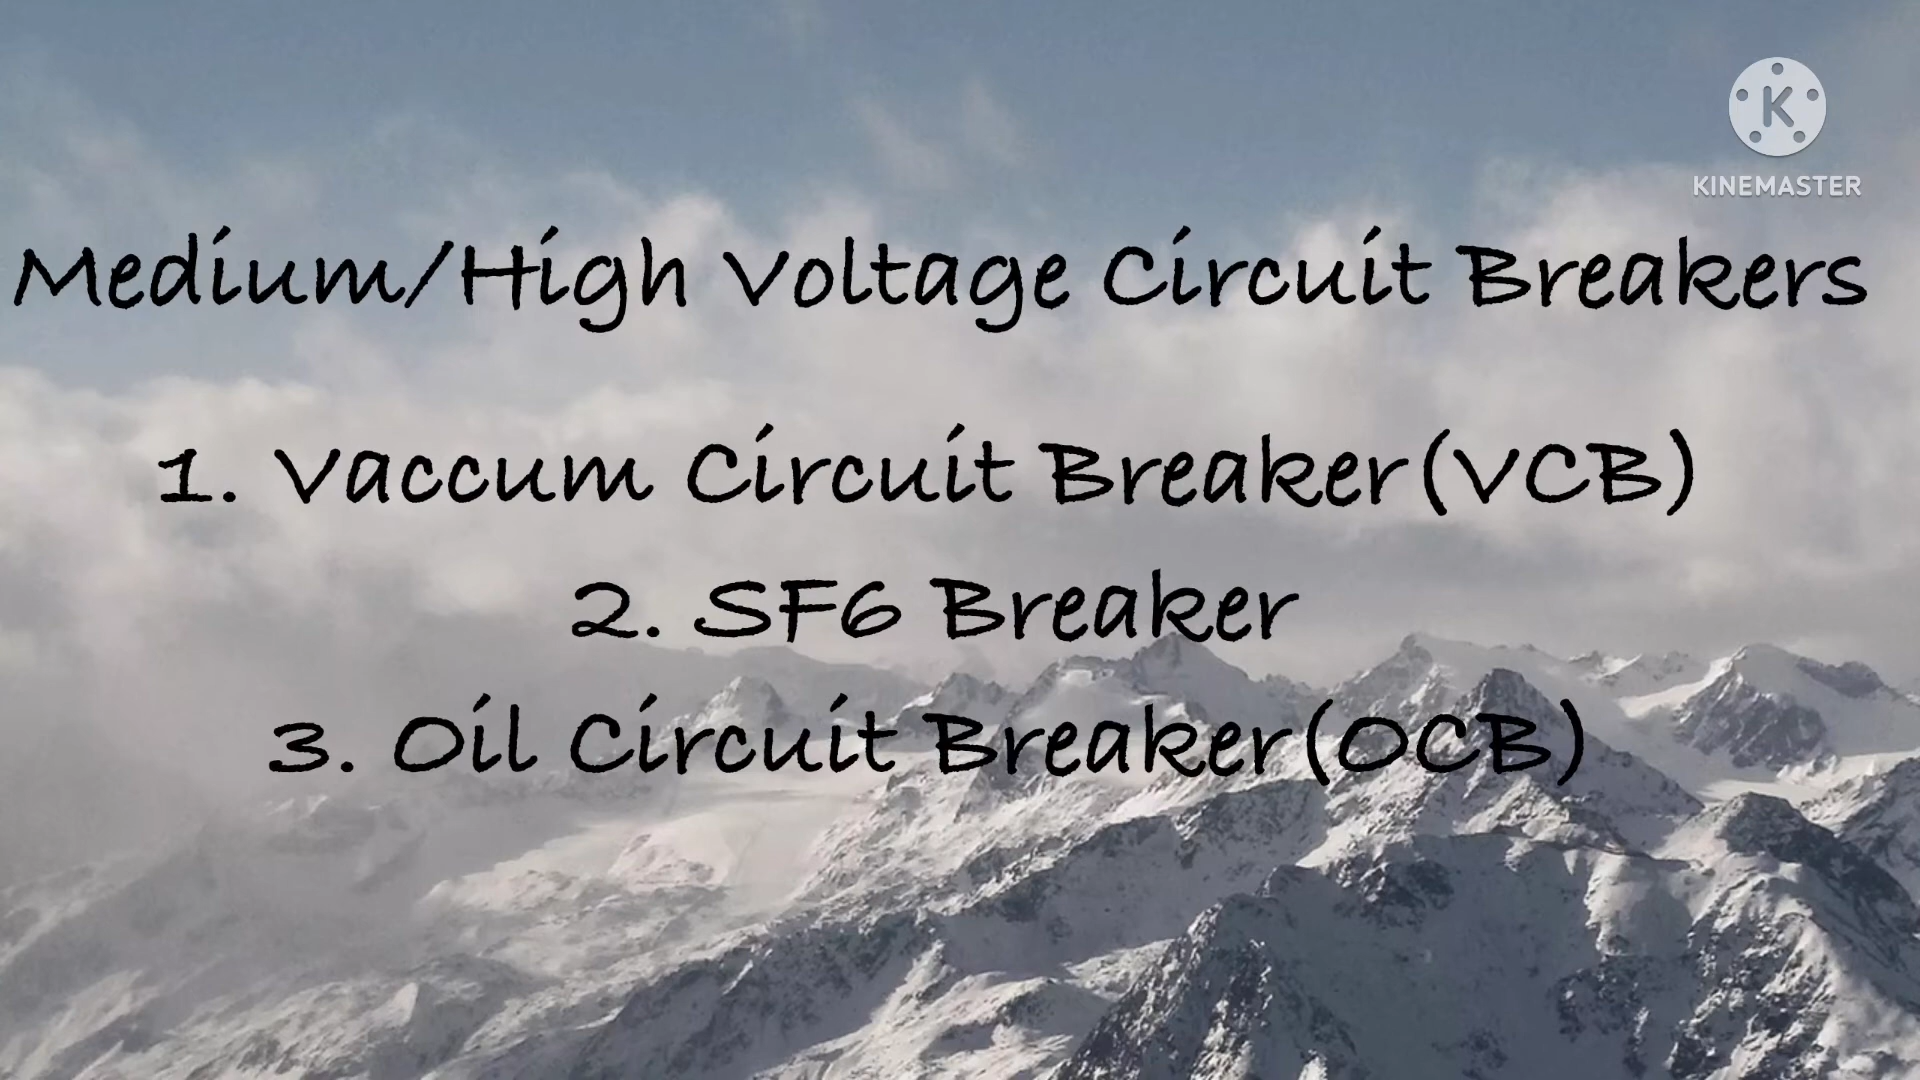 K
KINEMASTER
Medium/High Voltage Circuit Breakers
1. Vaccum Circuit Breaker(VCB)
2. SF6 Breaker
3. Oil Circuit Breaker(OCB)